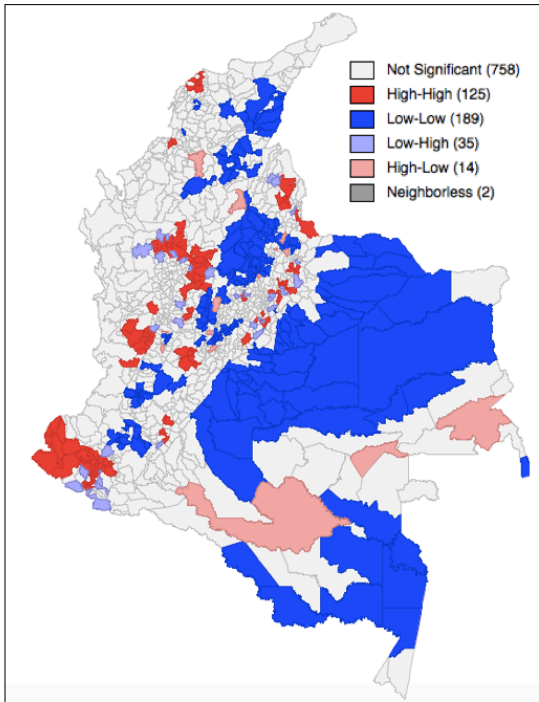 Not Significant (758)
High-High (125)
Low-Low (189)
Low-High (35)
High-Low (14)
Neighborless (2)